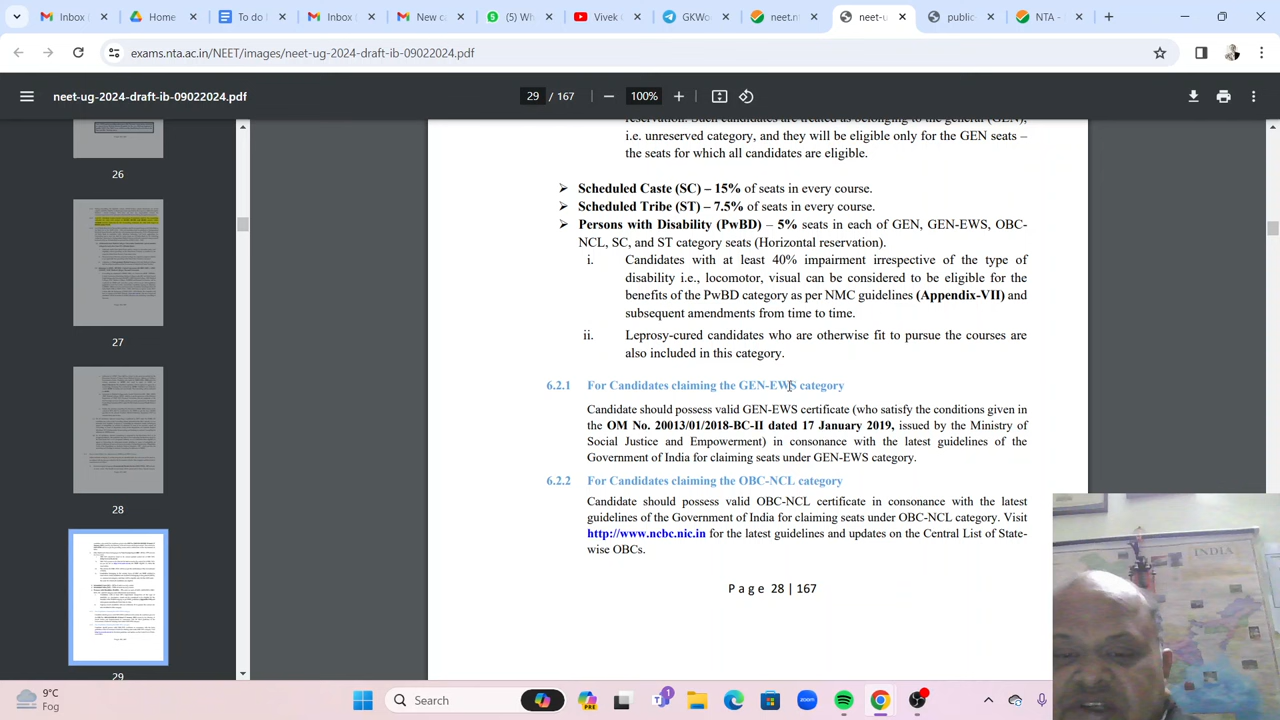 Inbox
Home
To do
Inbox
New c
(5) Wh
Vivek
GKWo
neet.n
neet-u
public
NTA -
exams.nta.ac.in/NEET/images/neet-ug-2024-draft-ib-09022024.pdf
neet-ug-2024-draft-ib-09022024.pdf
29 / 167
100%
reservation. Such candidates are treated as belonging to the general (GEN),
i.e. unreserved category, and they will be eligible only for the GEN seats –
the seats for which all candidates are eligible.
➢ Scheduled Caste (SC) – 15% of seats in every course.
➢ Scheduled Tribe (ST) – 7.5% of seats in every course.
➢ Persons with Disability (PwBD) – 5% seats in each of GEN, GEN-EWS, OBC-
NCL, SC, and ST category seats (Horizontal reservation).
i. Candidates with at least 40% impairment irrespective of the type of
disability i.e., locomotor, visual can be considered to be eligible for the
benefits of the PwBD category as per NMC guidelines (Appendix-VII) and
subsequent amendments from time to time.
ii. Leprosy-cured candidates who are otherwise fit to pursue the courses are
also included in this category.
6.2.1 For Candidates claiming the GEN-EWS category
Candidate should possess valid GEN-EWS certificate (who satisfy the conditions given in
the OM No. 20013/01/2018-BC-II dated 17 January 2019, issued by the Ministry of
Social Justice and Empowerment) in consonance with the latest guidelines of the
Government of India for claiming seats under GEN-EWS category.
6.2.2 For Candidates claiming the OBC-NCL category
Candidate should possess valid OBC-NCL certificate in consonance with the latest
guidelines of the Government of India for claiming seats under OBC-NCL category. Visit
http://www.ncbc.nic.in for the latest guidelines and updates on the Central List of State-
wise OBCs.
Page 28 | 167
26
27
28
29
INDIA
9°C
Fog
Search
PRE
1
zoom